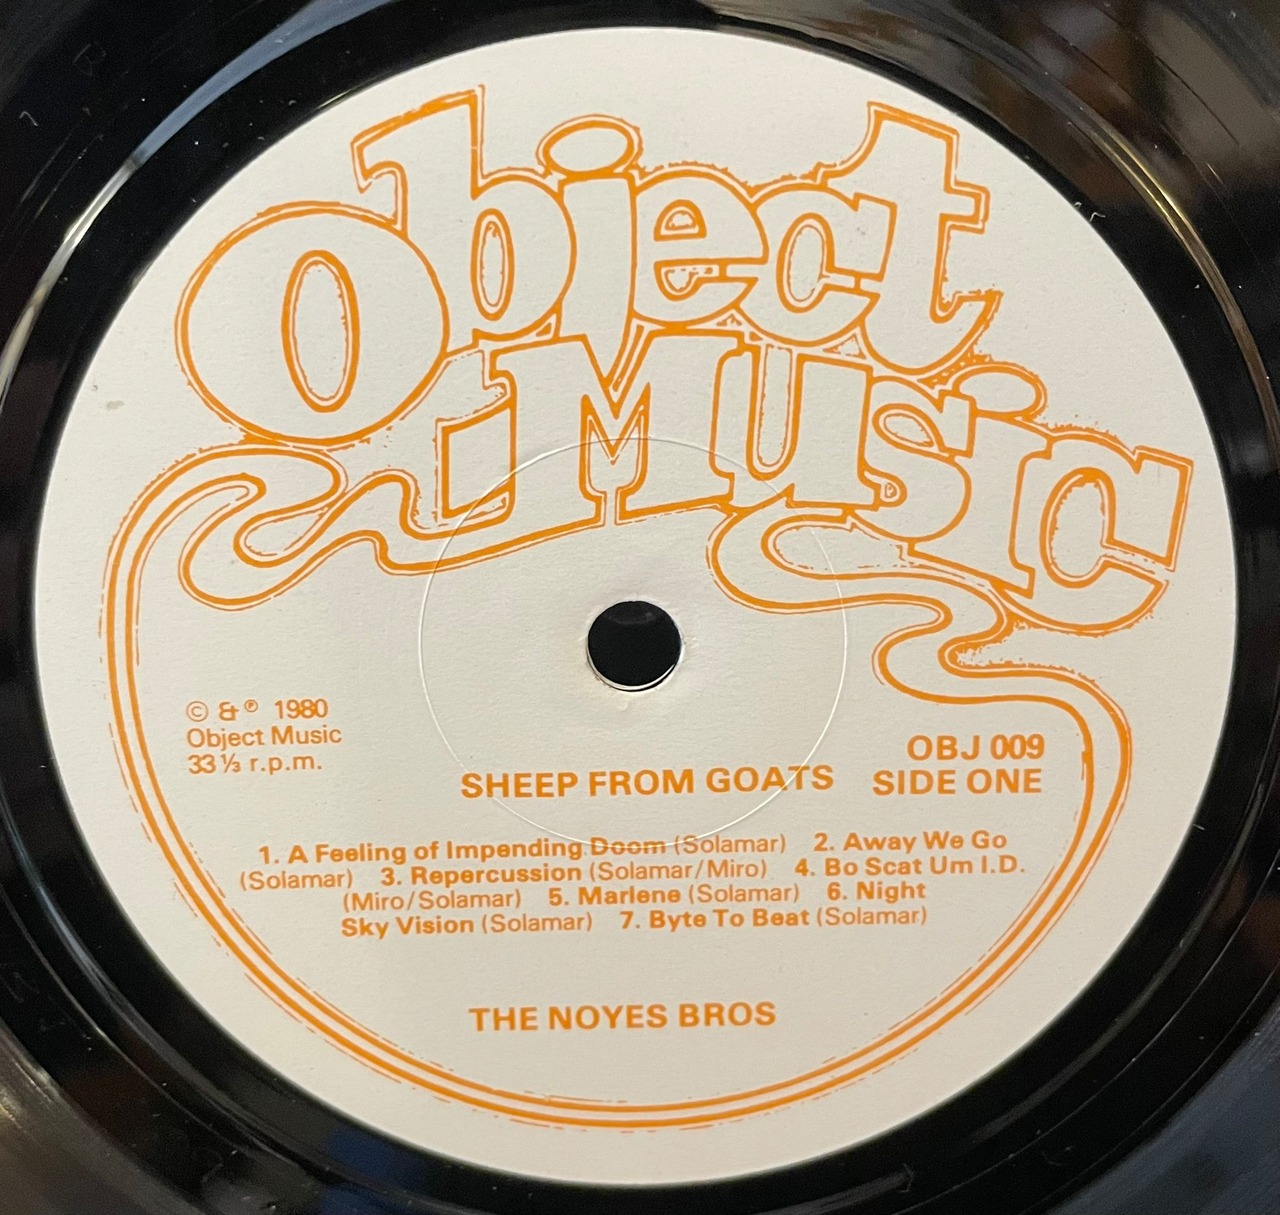 Object
Music
© & ℗ 1980
Object Music
33⅓ r.p.m.
OBJ 009
SHEEP FROM GOATS SIDE ONE
1. A Feeling of Impending Doom (Solamar) 2. Away We Go
(Solamar) 3. Repercussion (Solamar/Miro) 4. Bo Scat Um I.D.
(Miro/Solamar) 5. Marlene (Solamar) 6. Night
Sky Vision (Solamar) 7. Byte To Beat (Solamar)
THE NOYES BROS